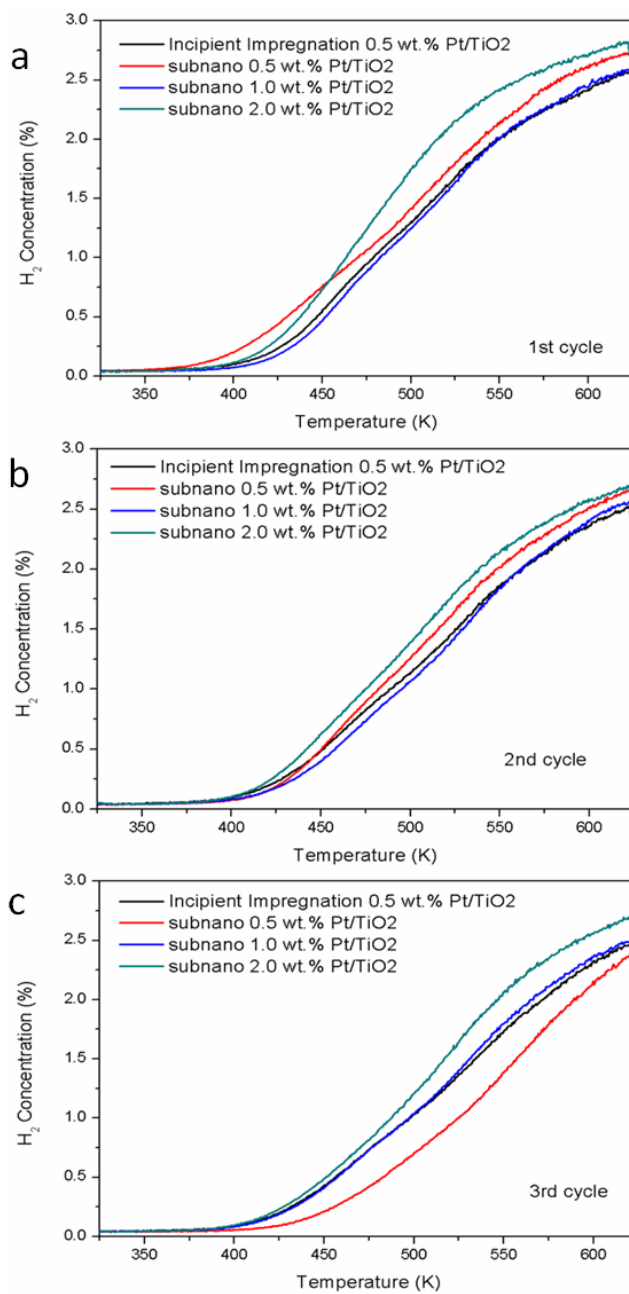 a
3.0
2.5
2.0
1.5
1.0
0.5
0.0
H₂ Concentration (%)
Incipient Impregnation 0.5 wt.% Pt/TiO2
subnano 0.5 wt.% Pt/TiO2
subnano 1.0 wt.% Pt/TiO2
subnano 2.0 wt.% Pt/TiO2
1st cycle
350 400 450 500 550 600
Temperature (K)
b
3.0
2.5
2.0
1.5
1.0
0.5
0.0
H₂ Concentration (%)
Incipient Impregnation 0.5 wt.% Pt/TiO2
subnano 0.5 wt.% Pt/TiO2
subnano 1.0 wt.% Pt/TiO2
subnano 2.0 wt.% Pt/TiO2
2nd cycle
350 400 450 500 550 600
Temperature (K)
c
3.0
2.5
2.0
1.5
1.0
0.5
0.0
H₂ Concentration (%)
Incipient Impregnation 0.5 wt.% Pt/TiO2
subnano 0.5 wt.% Pt/TiO2
subnano 1.0 wt.% Pt/TiO2
subnano 2.0 wt.% Pt/TiO2
3rd cycle
350 400 450 500 550 600
Temperature (K)